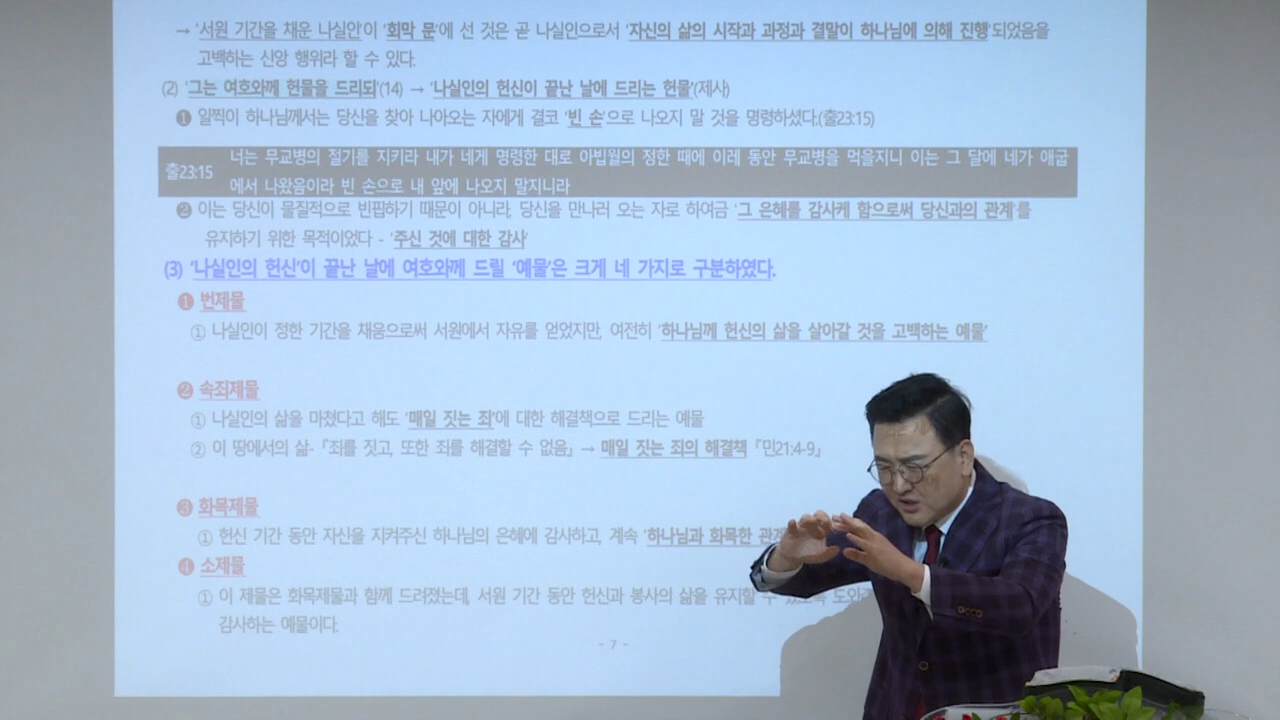 → '서원 기간을 채운 나실인'이 '회막 문'에 선 것은 곧 나실인으로서 '자신의 삶의 시작과 과정과 결말이 하나님에 의해 진행'되었음을
고백하는 신앙 행위라 할 수 있다.
(2) '그는 여호와께 헌물을 드리되'(14) → '나실인의 헌신이 끝난 날에 드리는 헌물'(제사)
❶ 일찍이 하나님께서는 당신을 찾아 나아오는 자에게 결코 '빈 손'으로 나오지 말 것을 명령하셨다.(출23:15)
출23:15 너는 무교병의 절기를 지키라 내가 네게 명령한 대로 아빕월의 정한 때에 이레 동안 무교병을 먹을지니 이는 그 달에 네가 애굽
에서 나왔음이라 빈 손으로 내 앞에 나오지 말지니라
❷ 이는 당신이 물질적으로 빈핍하기 때문이 아니라, 당신을 만나러 오는 자로 하여금 '그 은혜를 감사케 함으로써 당신과의 관계'를
유지하기 위한 목적이었다 - '주신 것에 대한 감사'
(3) '나실인의 헌신'이 끝난 날에 여호와께 드릴 '예물'은 크게 네 가지로 구분하였다.
❶ 번제물
① 나실인이 정한 기간을 채움으로써 서원에서 자유를 얻었지만, 여전히 '하나님께 헌신의 삶을 살아갈 것을 고백하는 예물'
❷ 속죄제물
① 나실인의 삶을 마쳤다고 해도 '매일 짓는 죄'에 대한 해결책으로 드리는 예물
② 이 땅에서의 삶-『죄를 짓고, 또한 죄를 해결할 수 없음』 → 매일 짓는 죄의 해결책『민21:4-9』
❸ 화목제물
① 헌신 기간 동안 자신을 지켜주신 하나님의 은혜에 감사하고, 계속 '하나님과 화목한 관계
❹ 소제물
① 이 제물은 화목제물과 함께 드려졌는데, 서원 기간 동안 헌신과 봉사의 삶을 유지할 수
감사하는 예물이다.
- 7 -